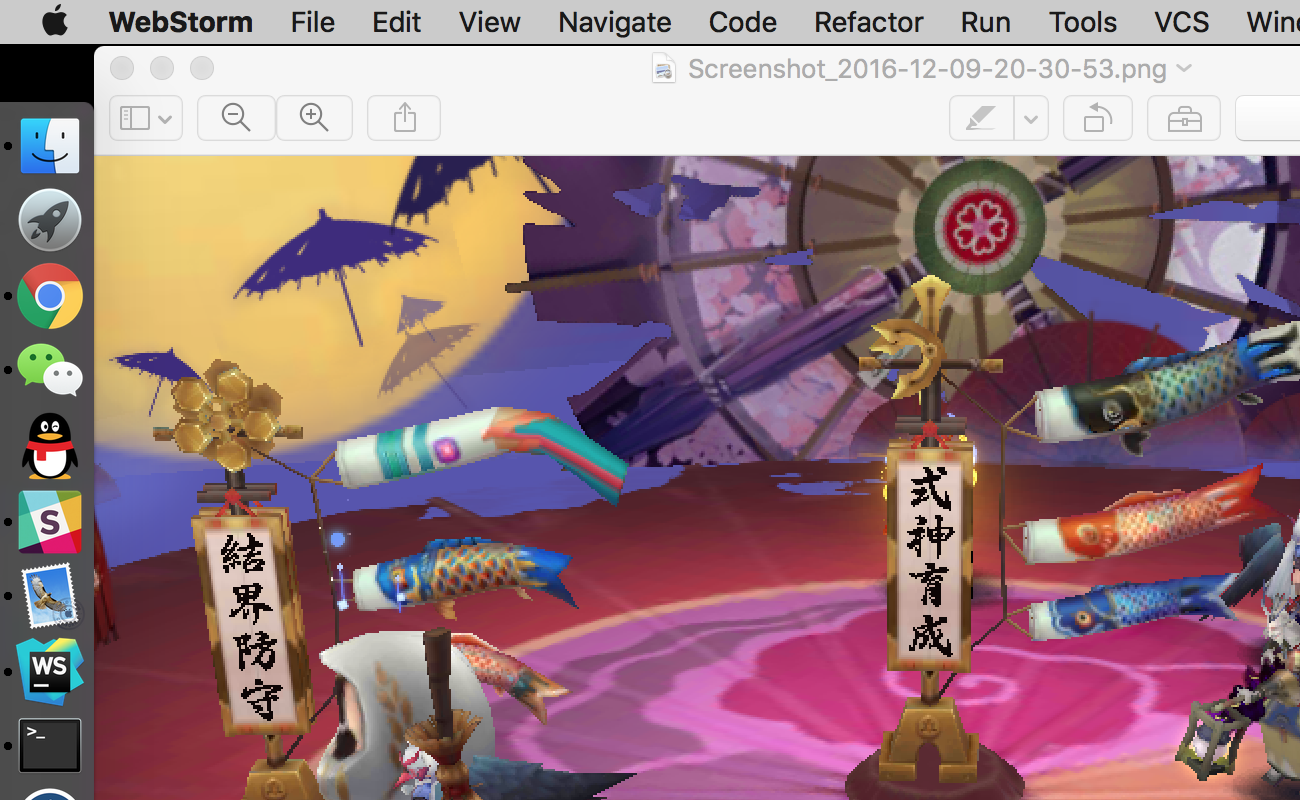 WebStorm File Edit View Navigate Code Refactor Run Tools VCS
Screenshot_2016-12-09-20-30-53.png
結界防守
式神育成
S
WS
>_